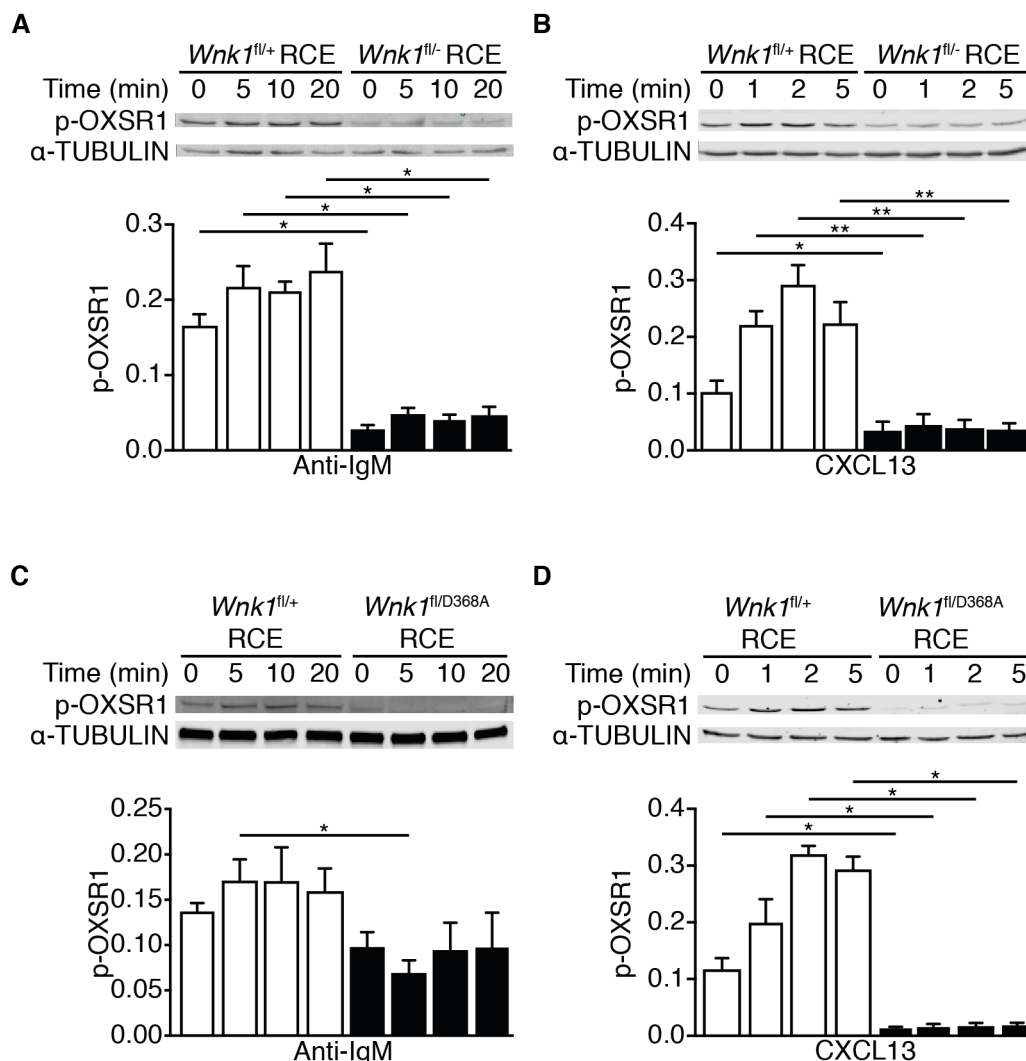 A
Wnk1fl/+ RCE Wnk1fl/- RCE
Time (min) 0 5 10 20 0 5 10 20
p-OXSR1
α-TUBULIN
*
*
*
*
0.3
0.2
0.1
0.0
p-OXSR1
Anti-IgM
B
Wnk1fl/+ RCE Wnk1fl/- RCE
Time (min) 0 1 2 5 0 1 2 5
p-OXSR1
α-TUBULIN
**
**
**
*
0.4
0.3
0.2
0.1
0.0
p-OXSR1
CXCL13
C
Wnk1fl/+ Wnk1fl/D368A
RCE RCE
Time (min) 0 5 10 20 0 5 10 20
p-OXSR1
α-TUBULIN
*
0.25
0.20
0.15
0.10
0.05
0.00
p-OXSR1
Anti-IgM
D
Wnk1fl/+ Wnk1fl/D368A
RCE RCE
Time (min) 0 1 2 5 0 1 2 5
p-OXSR1
α-TUBULIN
*
*
*
*
0.4
0.3
0.2
0.1
0.0
p-OXSR1
CXCL13